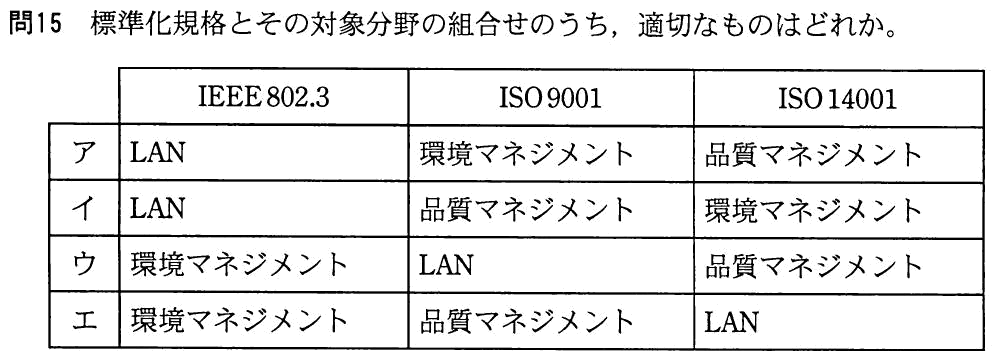 問15 標準化規格とその対象分野の組合せのうち，適切なものはどれか。
IEEE 802.3 ISO 9001 ISO 14001
ア LAN 環境マネジメント 品質マネジメント
イ LAN 品質マネジメント 環境マネジメント
ウ 環境マネジメント LAN 品質マネジメント
エ 環境マネジメント 品質マネジメント LAN